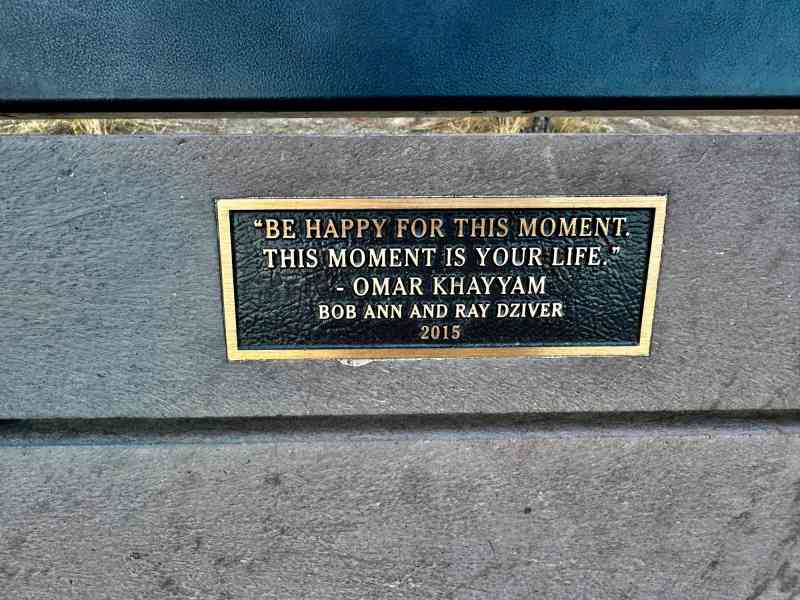 “BE HAPPY FOR THIS MOMENT.
THIS MOMENT IS YOUR LIFE.”
- OMAR KHAYYAM
BOB ANN AND RAY DZIVER
2015